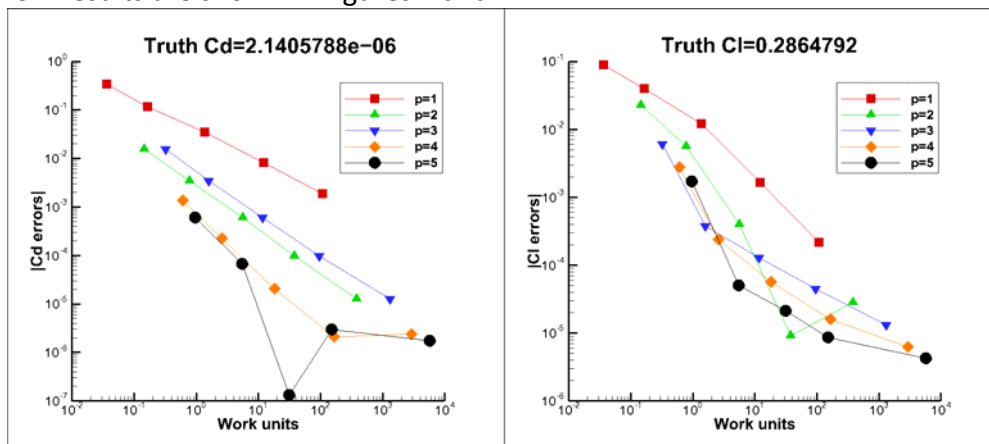 Truth Cd=2.1405788e-06
|Cd errors|
10^0
10^-1
10^-2
10^-3
10^-4
10^-5
10^-6
10^-7
p=1
p=2
p=3
p=4
p=5
10^-2 10^-1 10^0 10^1 10^2 10^3 10^4
Work units
Truth Cl=0.2864792
|Cl errors|
10^-1
10^-2
10^-3
10^-4
10^-5
10^-6
p=1
p=2
p=3
p=4
p=5
10^-2 10^-1 10^0 10^1 10^2 10^3 10^4
Work units